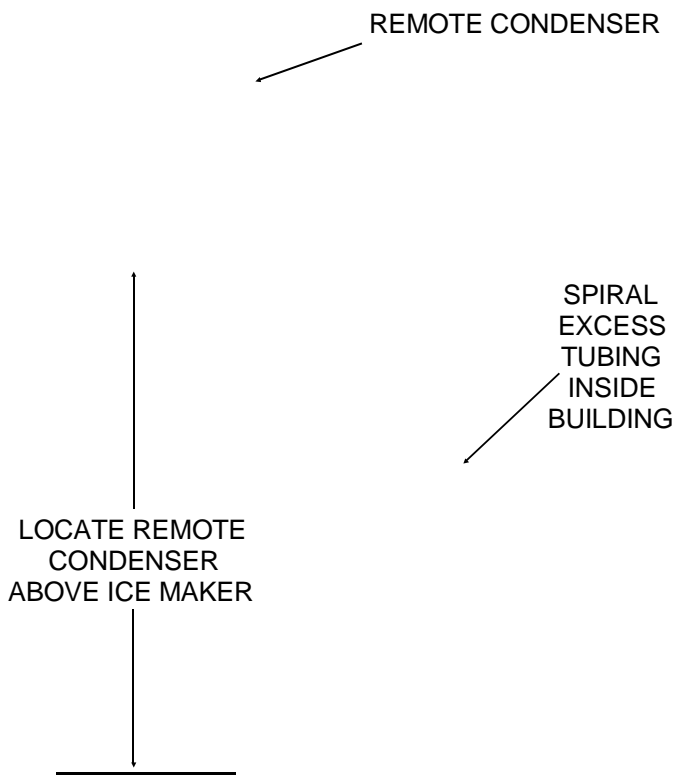 REMOTE CONDENSER
SPIRAL
EXCESS
TUBING
INSIDE
BUILDING
LOCATE REMOTE
CONDENSER
ABOVE ICE MAKER